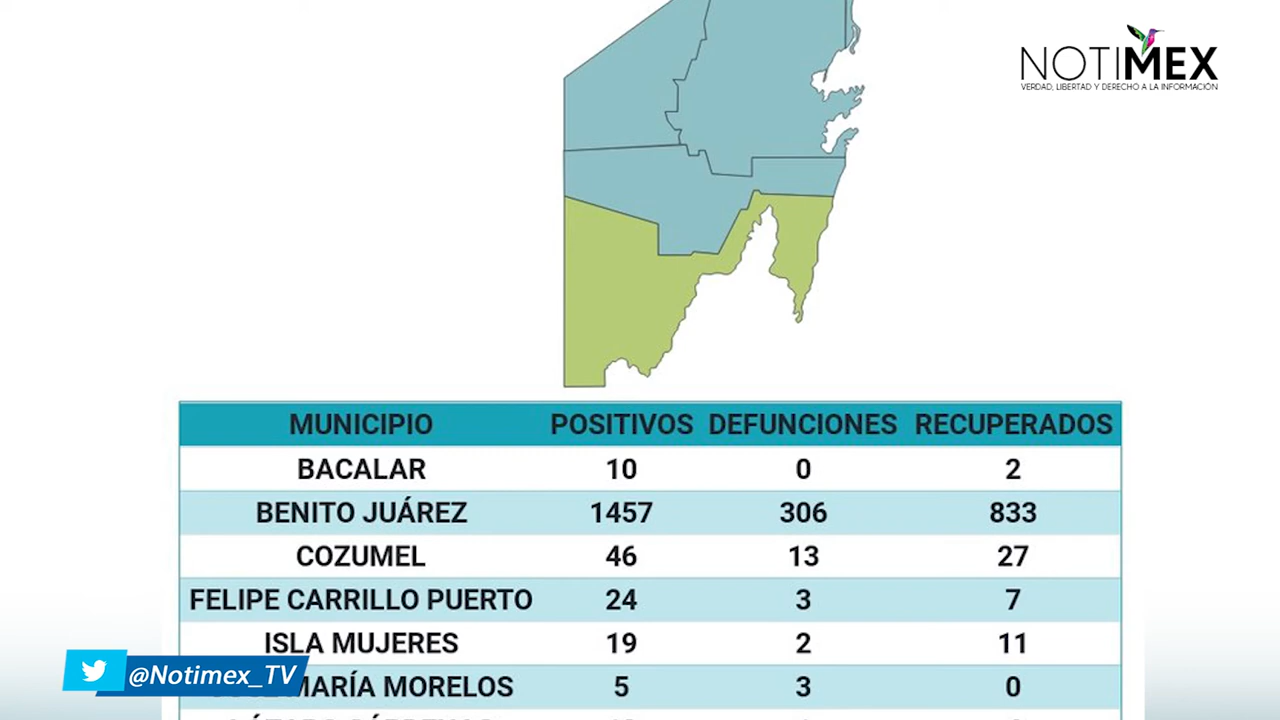 NOTIMEX
VERDAD, LIBERTAD Y DERECHO A LA INFORMACIÓN
MUNICIPIO POSITIVOS DEFUNCIONES RECUPERADOS
BACALAR 10 0 2
BENITO JUÁREZ 1457 306 833
COZUMEL 46 13 27
FELIPE CARRILLO PUERTO 24 3 7
ISLA MUJERES 19 2 11
MARÍA MORELOS 5 3 0
@Notimex_TV